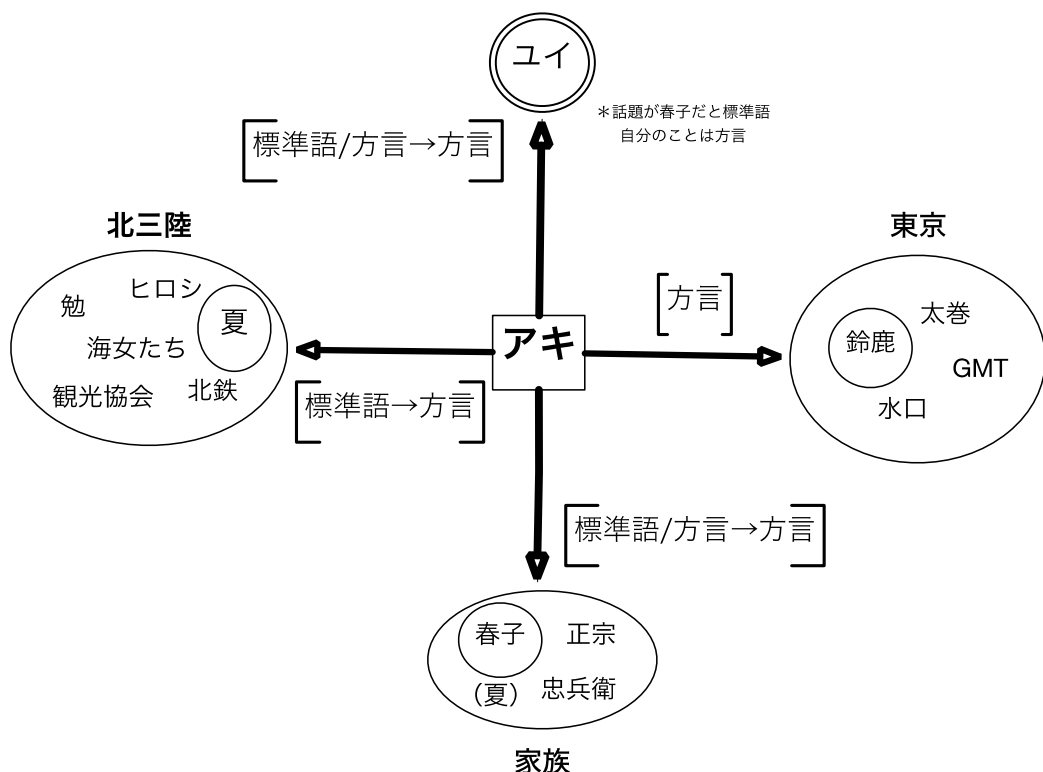 ユイ
＊話題が春子だと標準語
自分のことは方言
標準語/方言→方言
北三陸
東京
ヒロシ
勉
夏
海女たち
観光協会
北鉄
アキ
方言
太巻
鈴鹿
GMT
水口
標準語→方言
標準語/方言→方言
春子
正宗
(夏)
忠兵衛
家族